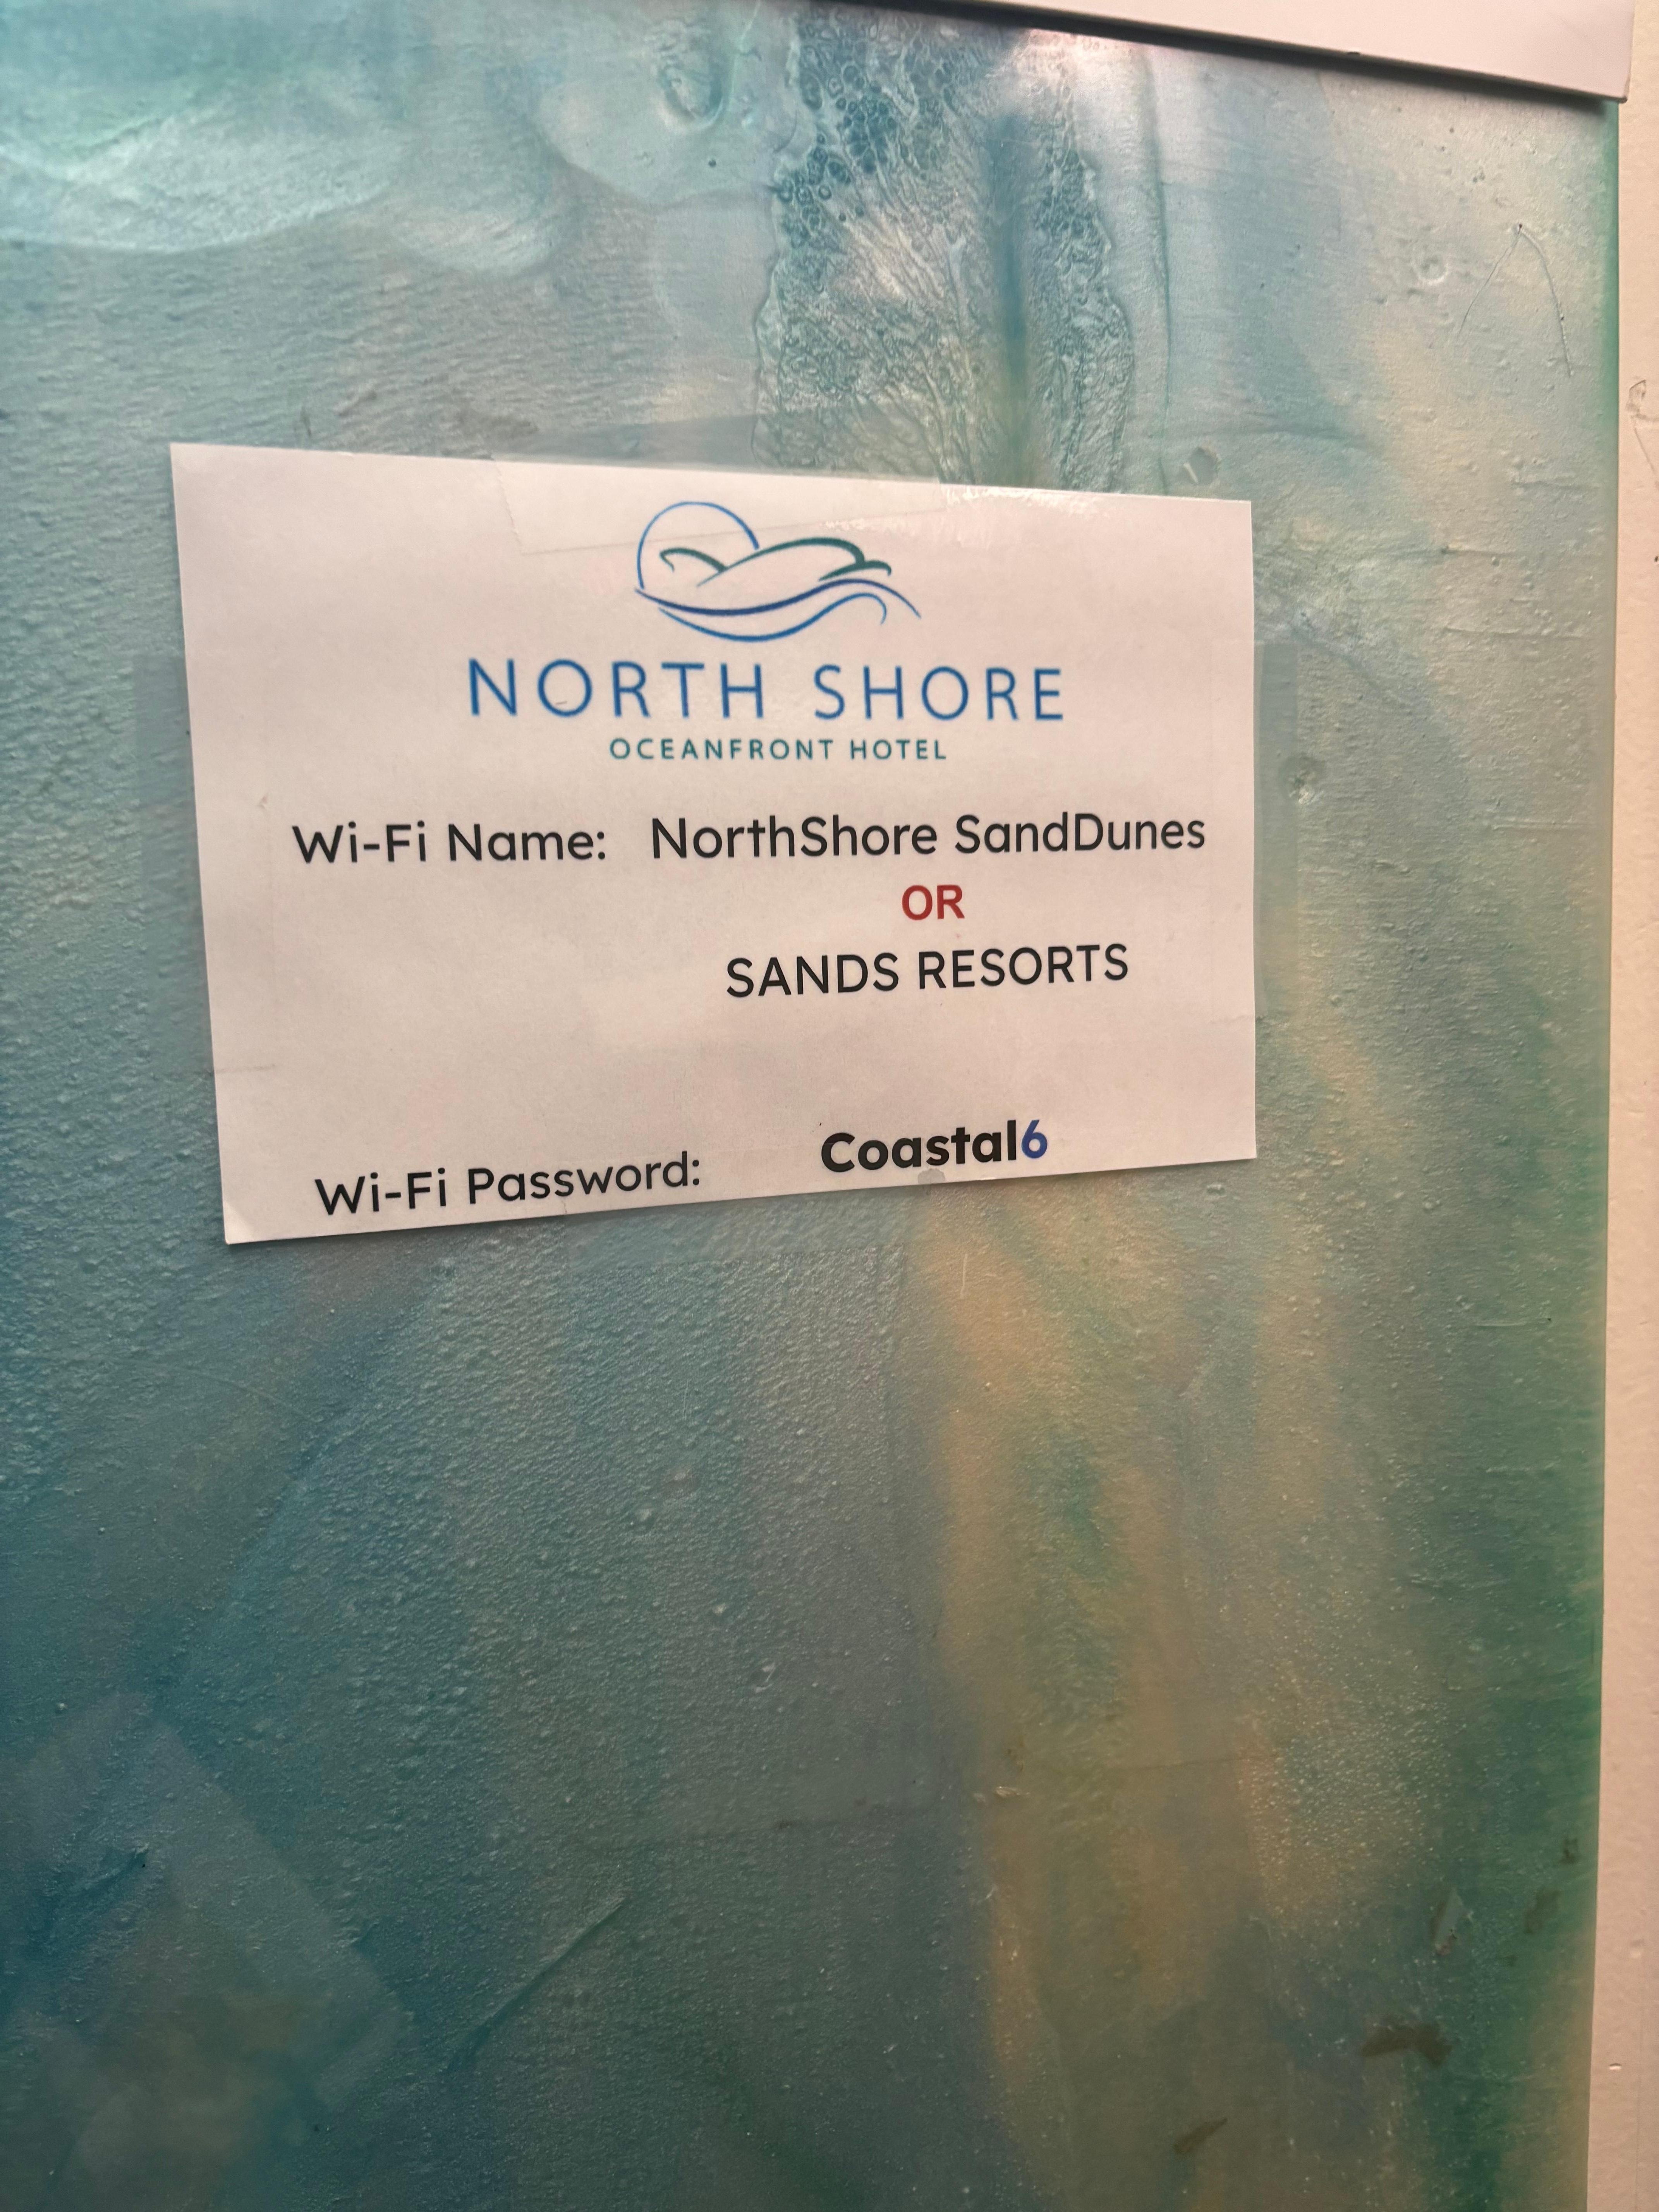 NORTH SHORE
OCEANFRONT HOTEL
Wi-Fi Name: NorthShore SandDunes
OR
SANDS RESORTS
Wi-Fi Password: Coastal6